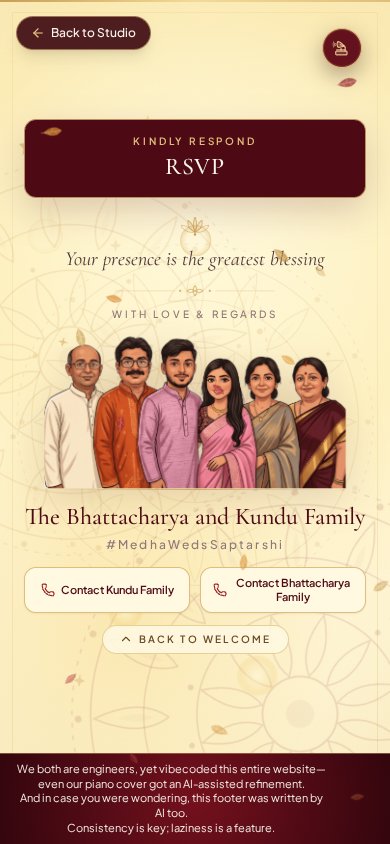 Back to Studio
KINDLY RESPOND
RSVP
Your presence is the greatest blessing
WITH LOVE & REGARDS
The Bhattacharya and Kundu Family
#MedhaWedsSaptarshi
Contact Kundu Family
Contact Bhattacharya
Family
BACK TO WELCOME
We both are engineers, yet vibecoded this entire website—
even our piano cover got an AI-assisted refinement.
And in case you were wondering, this footer was written by
AI too.
Consistency is key; laziness is a feature.